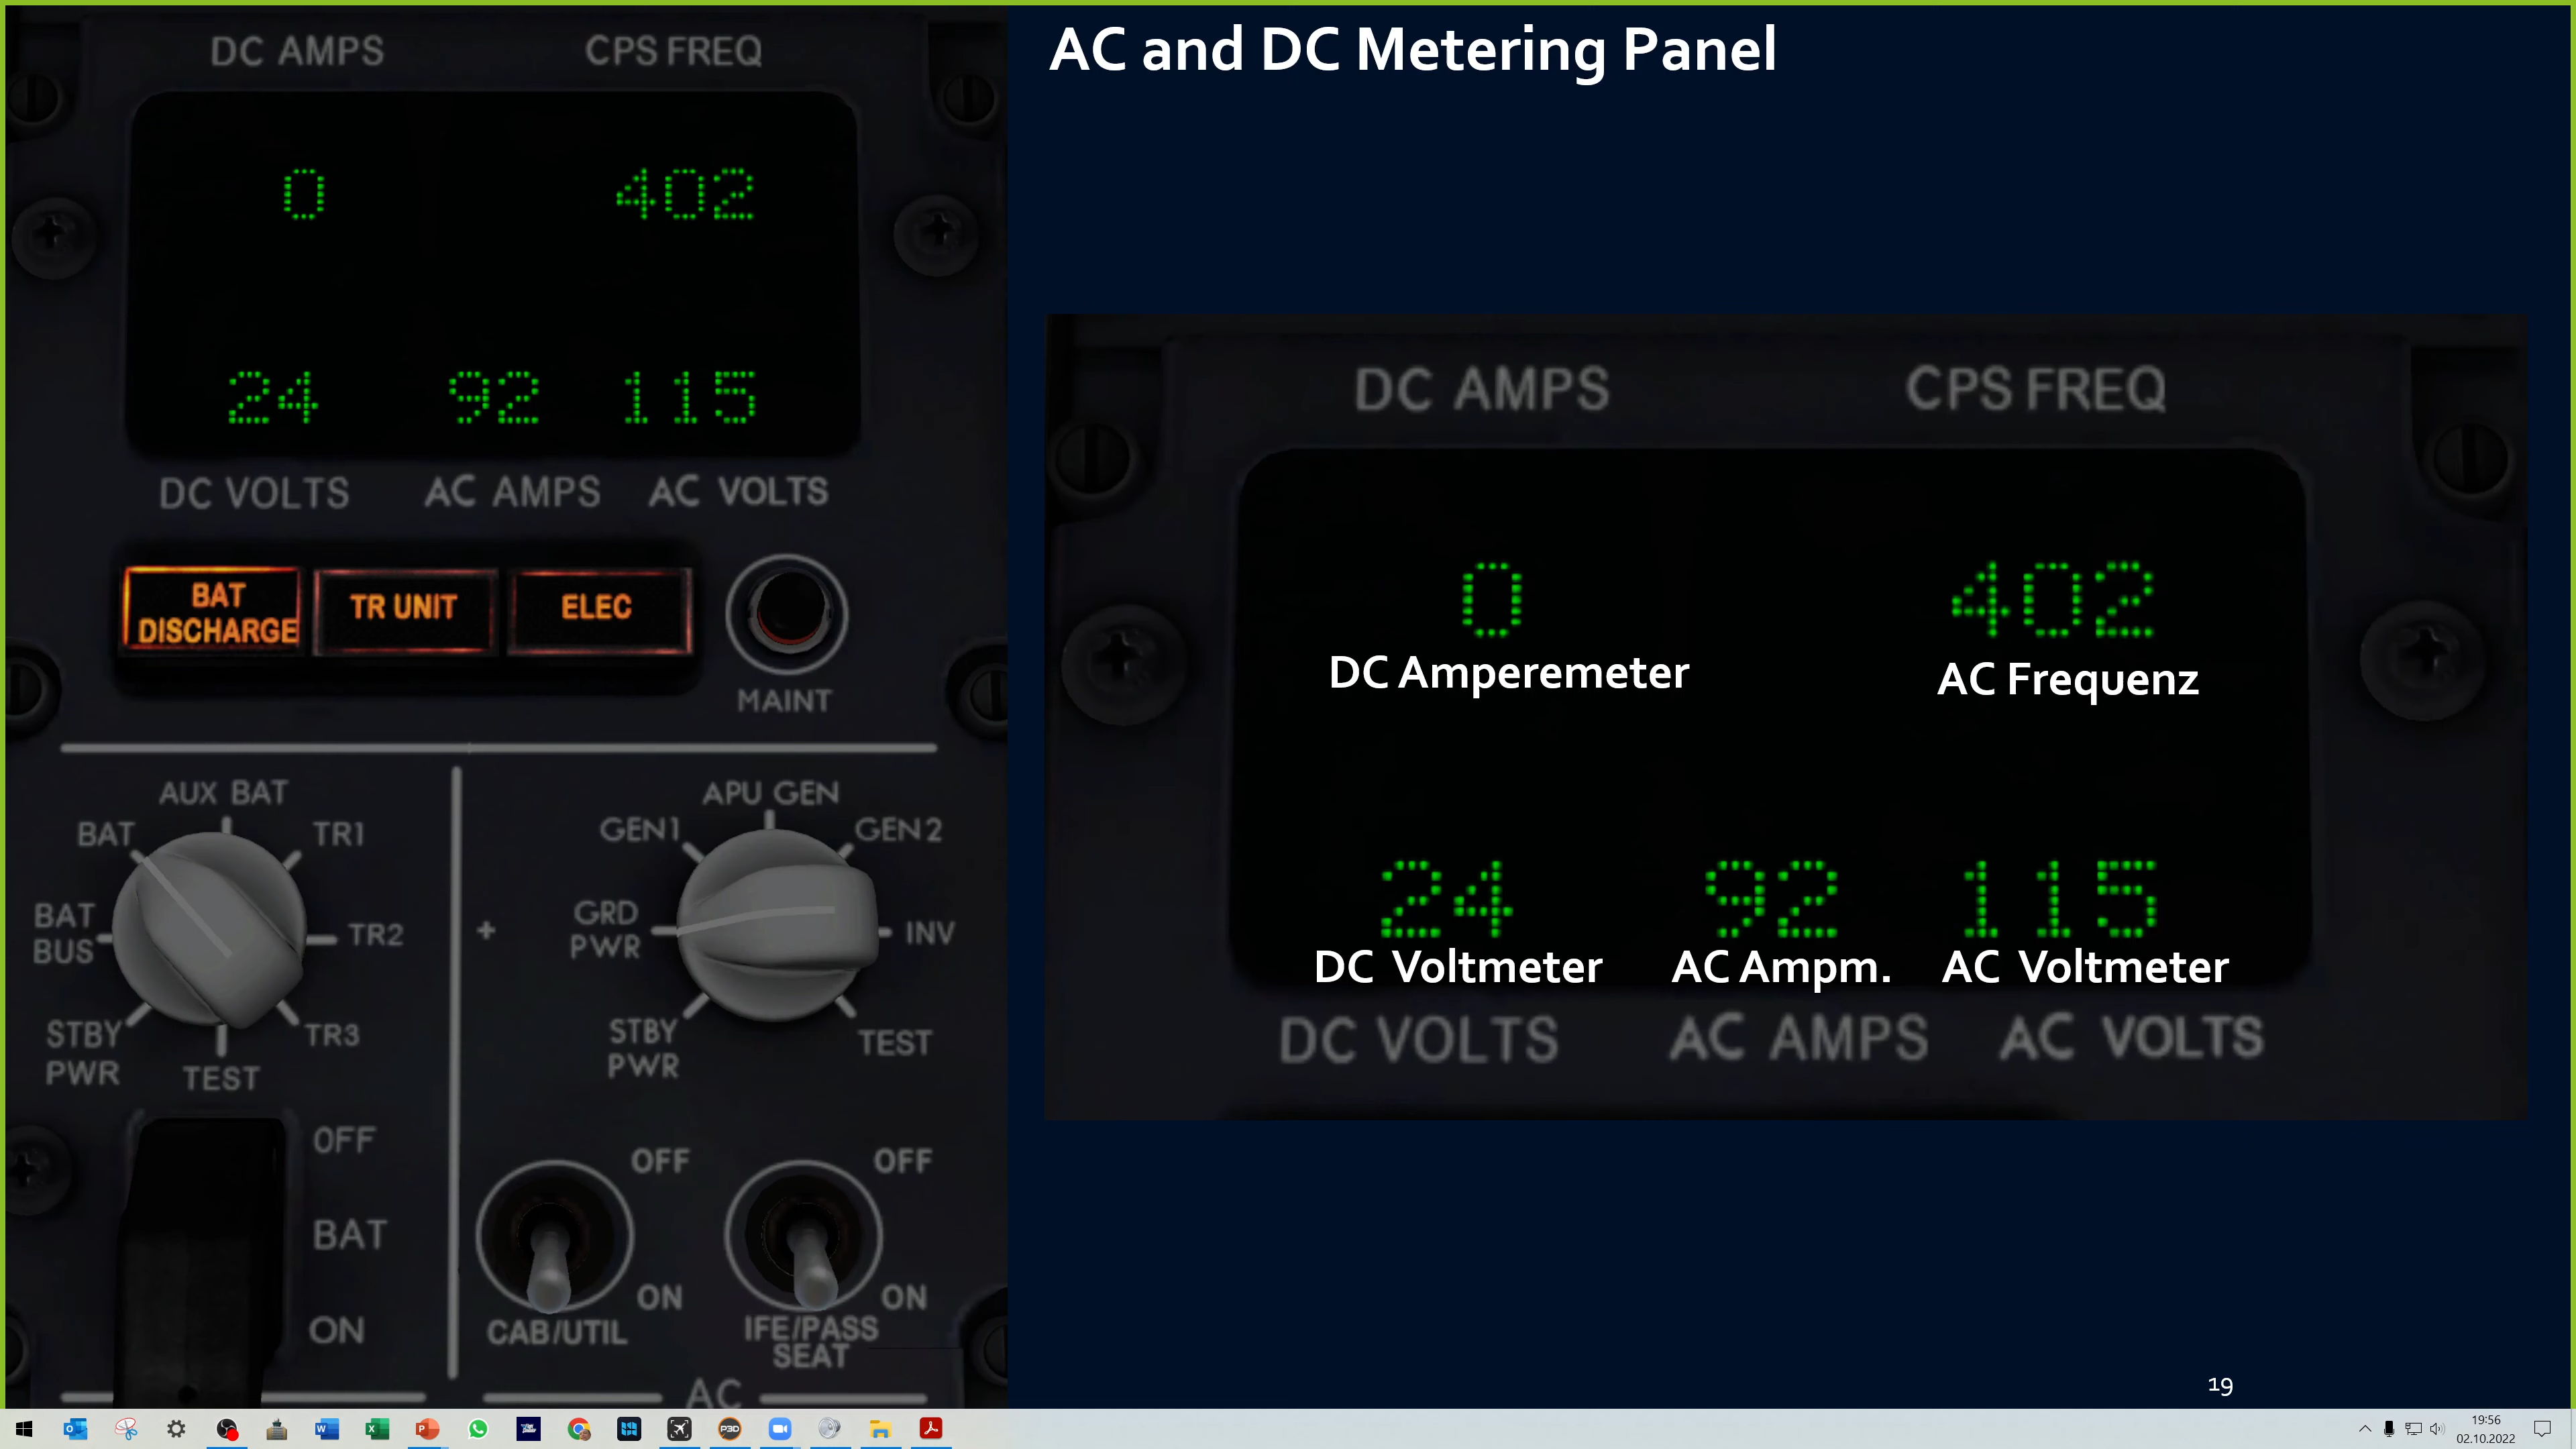 AC and DC Metering Panel
DC AMPS
CPS FREQ
0
402
24
92
115
DC VOLTS
AC AMPS
AC VOLTS
BAT
DISCHARGE
TR UNIT
ELEC
MAINT
AUX BAT
BAT
TR1
BAT
BUS
TR2
STBY
PWR
TR3
TEST
+
APU GEN
GEN1
GEN2
GRD
PWR
INV
STBY
PWR
TEST
OFF
BAT
ON
OFF
ON
CAB/UTIL
OFF
ON
IFE/PASS
SEAT
AC
DC AMPS
CPS FREQ
0
402
DC Amperemeter
AC Frequenz
24
92
115
DC Voltmeter
AC Ampm.
AC Voltmeter
DC VOLTS
AC AMPS
AC VOLTS
19
P3D
19:56
02.10.2022